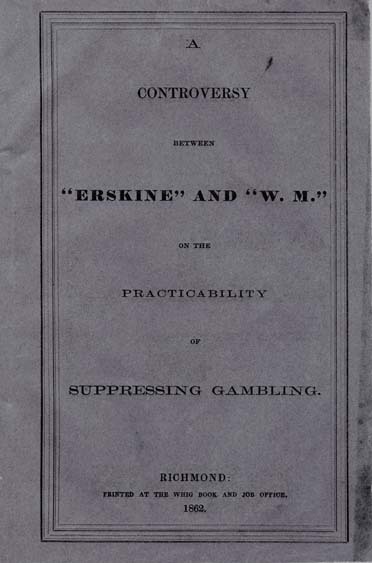 A
CONTROVERSY
BETWEEN
“ERSKINE” AND “W. M.”
ON THE
PRACTICABILITY
OF
SUPPRESSING GAMBLING.
RICHMOND:
PRINTED AT THE WHIG BOOK AND JOB OFFICE.
1862.